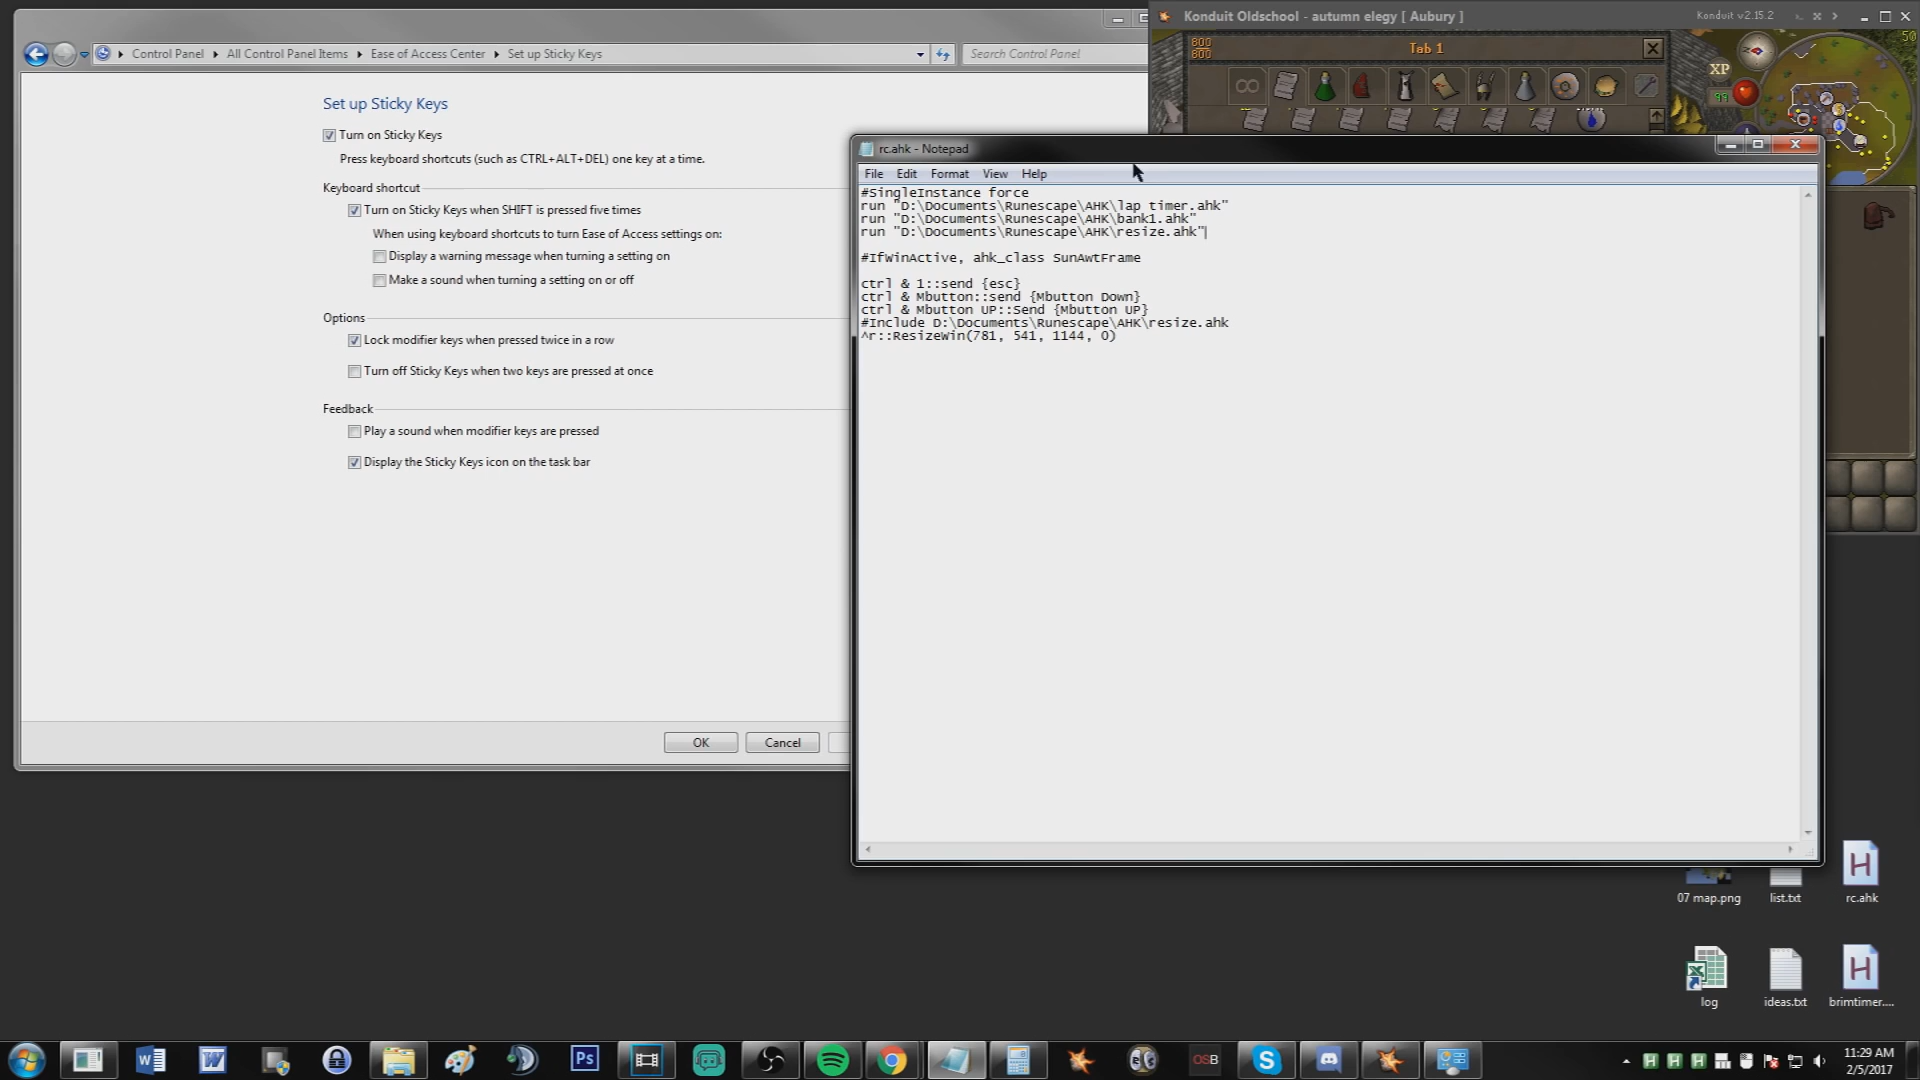 Control Panel
All Control Panel Items
Ease of Access Center
Set up Sticky Keys
Search Control Panel
Set up Sticky Keys
Turn on Sticky Keys
Press keyboard shortcuts (such as CTRL+ALT+DEL) one key at a time.
Keyboard shortcut
Turn on Sticky Keys when SHIFT is pressed five times
When using keyboard shortcuts to turn Ease of Access settings on:
Display a warning message when turning a setting on
Make a sound when turning a setting on or off
Options
Lock modifier keys when pressed twice in a row
Turn off Sticky Keys when two keys are pressed at once
Feedback
Play a sound when modifier keys are pressed
Display the Sticky Keys icon on the task bar
OK
Cancel
Konduit Oldschool - autumn elegy [ Aubury ]
Konduit v2.15.2
800
800
Tab 1
50
XP
99
rc.ahk - Notepad
File
Edit
Format
View
Help
#SingleInstance force
run "D:\Documents\Runescape\AHK\lap timer.ahk"
run "D:\Documents\Runescape\AHK\bank1.ahk"
run "D:\Documents\Runescape\AHK\resize.ahk"
#IfWinActive, ahk_class SunAwtFrame
ctrl & 1::send {esc}
ctrl & Mbutton::send {Mbutton Down}
ctrl & Mbutton UP::Send {Mbutton UP}
#Include D:\Documents\Runescape\AHK\resize.ahk
^r::ResizeWin(781, 541, 1144, 0)
07 map.png
list.txt
rc.ahk
log
ideas.txt
brimtimer....
Ps
OSB
11:29 AM
2/5/2017